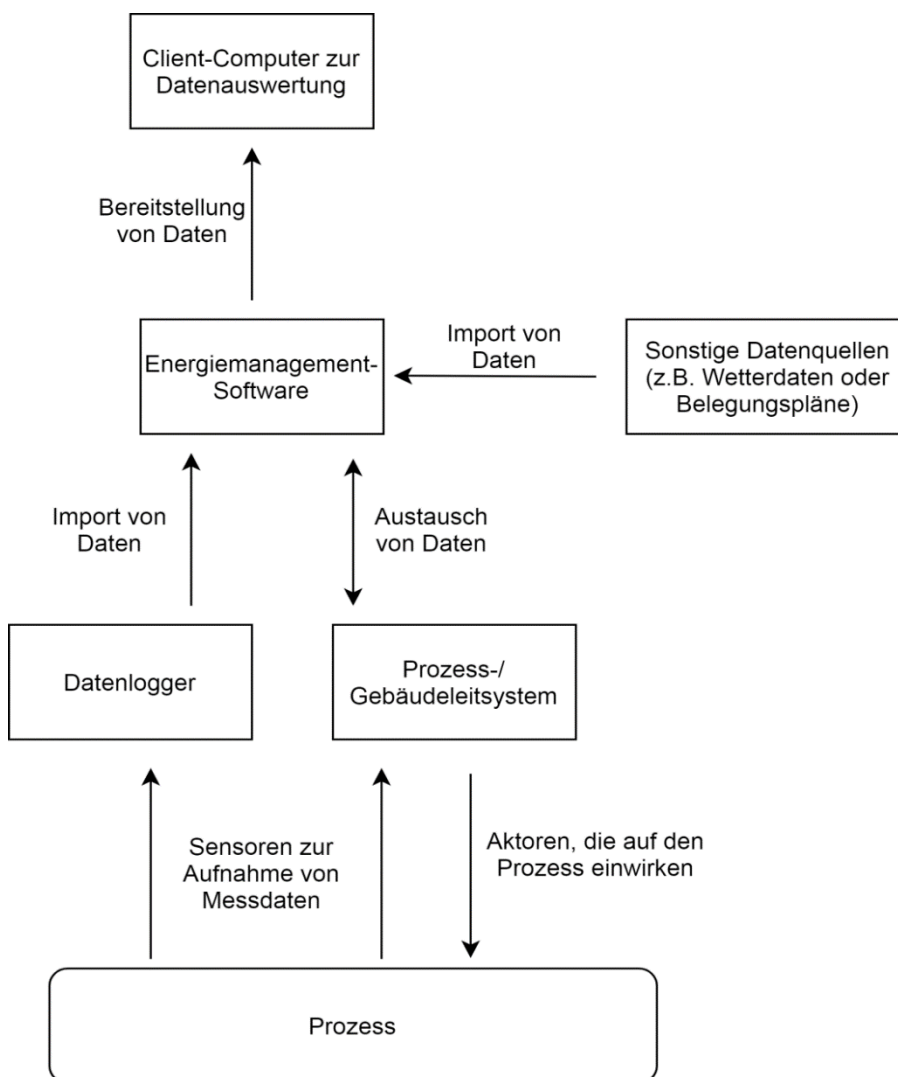 Client-Computer zur
Datenauswertung
Bereitstellung
von Daten
Energiemanagement-
Software
Import von
Daten
Sonstige Datenquellen
(z.B. Wetterdaten oder
Belegungspläne)
Import von
Daten
Austausch
von Daten
Datenlogger
Prozess-/
Gebäudeleitsystem
Sensoren zur
Aufnahme von
Messdaten
Aktoren, die auf den
Prozess einwirken
Prozess